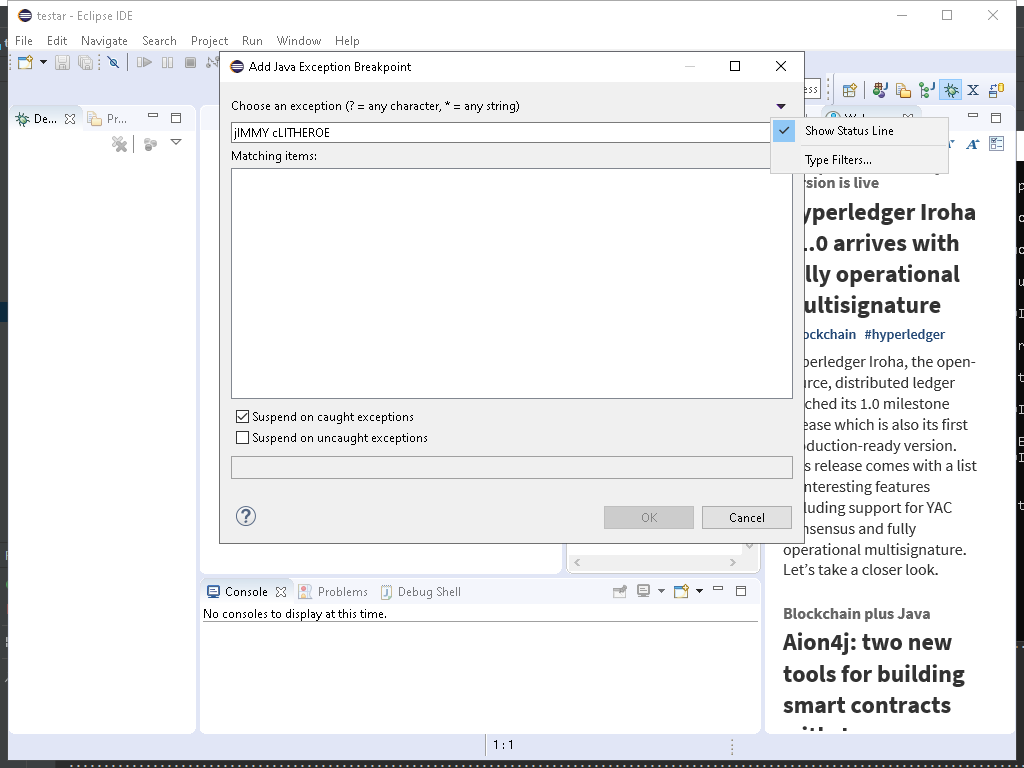 testar - Eclipse IDE
File Edit Navigate Search Project Run Window Help
Add Java Exception Breakpoint
Choose an exception (? = any character, * = any string)
jIMMY cLITHEROE
Matching items:
Show Status Line
Type Filters...
De...
Pr...
Suspend on caught exceptions
Suspend on uncaught exceptions
OK
Cancel
rsion is live
yperledger Iroha
.0 arrives with
lly operational
ultisignature
ockchain #hyperledger
perledger Iroha, the open-
rce, distributed ledger
ched its 1.0 milestone
ease which is also its first
oduction-ready version.
s release comes with a list
interesting features
luding support for YAC
nsensus and fully
operational multisignature.
Let's take a closer look.
Blockchain plus Java
Aion4j: two new
tools for building
smart contracts
Console Problems Debug Shell
No consoles to display at this time.
1 : 1